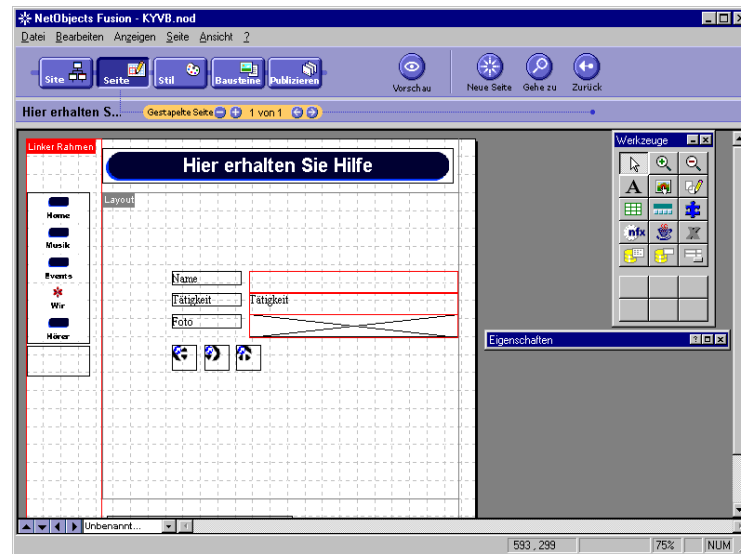 NetObjects Fusion - KYVB.nod
Datei Bearbeiten Anzeigen Seite Ansicht ?
Site Seite Stil Bausteine Publizieren Vorschau Neue Seite Gehe zu Zurück
Hier erhalten S... Gestapelte Seite 1 von 1
Linker Rahmen
Werkzeuge
Hier erhalten Sie Hilfe
Layout
A
nfx
Home
Musik
Events
Wir
Hörer
Name
Tätigkeit Tätigkeit
Foto
Eigenschaften
Unbenannt...
593 , 299 75% NUM